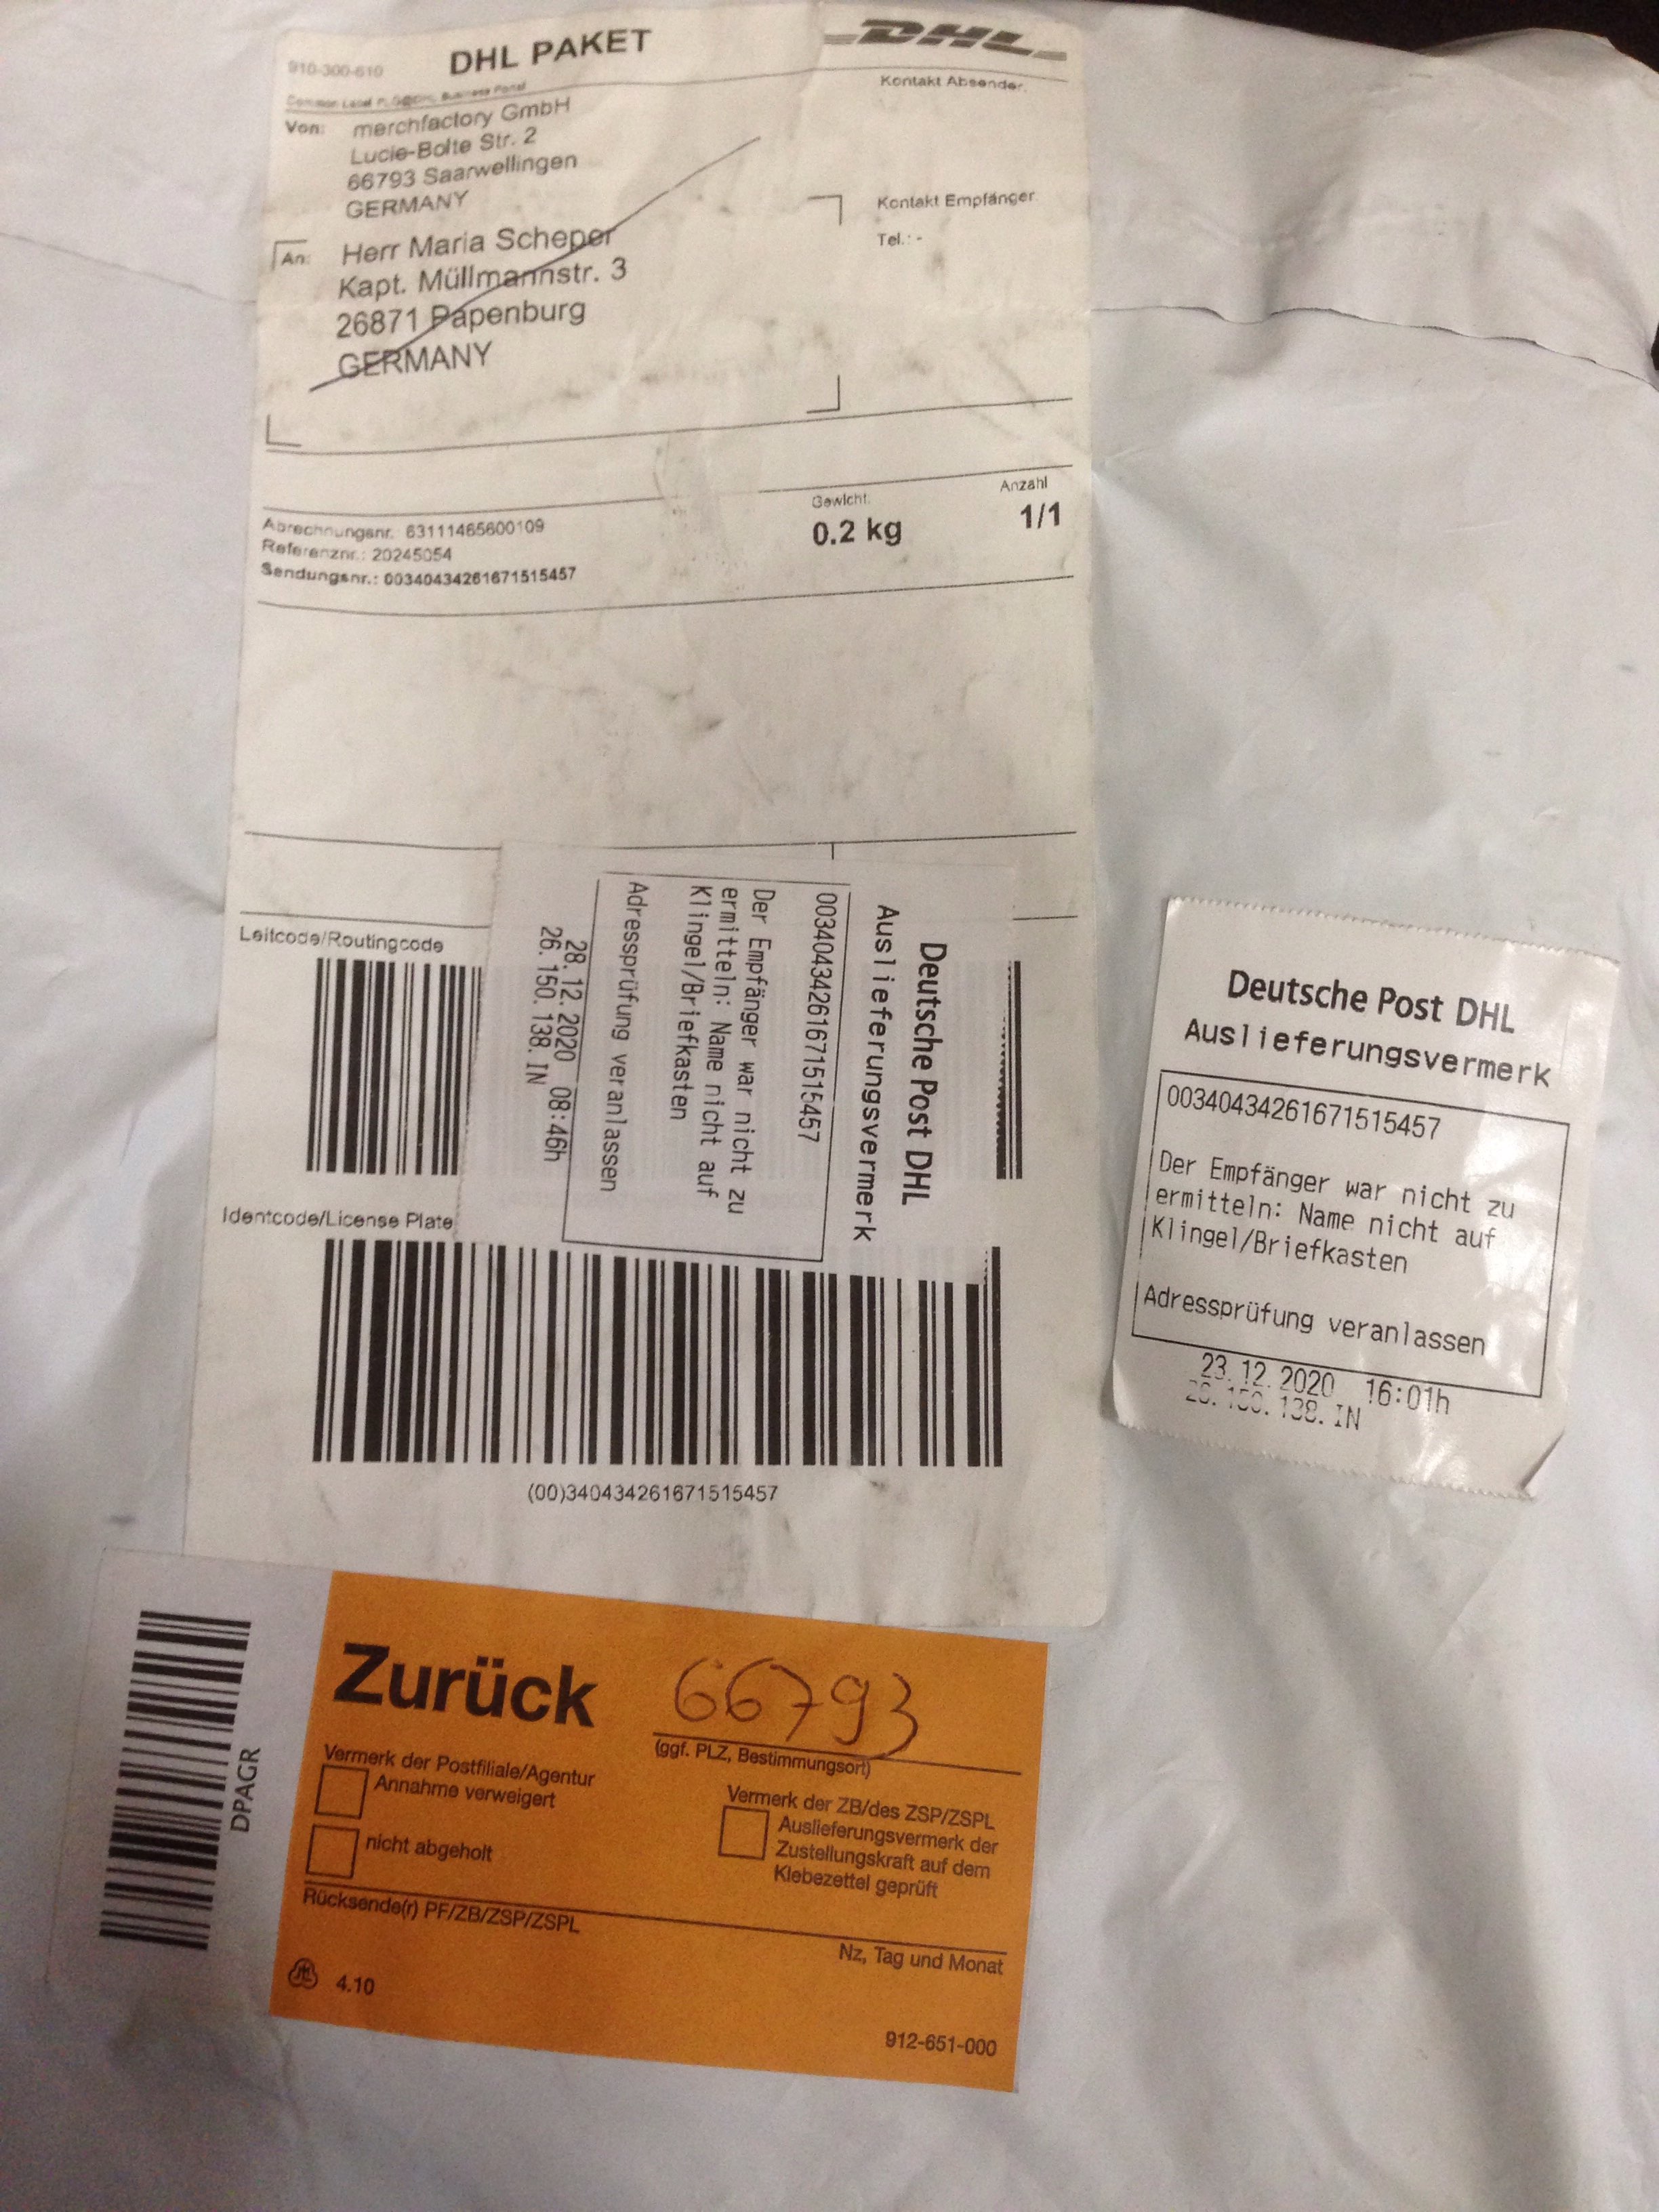 DHL PAKET
DHL
910-300-610
Kontakt Absender:
Von: merchfactory GmbH
Lucie-Bolte Str. 2
66793 Saarwellingen
GERMANY
Kontakt Empfänger
Tel.: -
An: Herr Maria Scheper
Kapt. Müllmannstr. 3
26871 Papenburg
GERMANY
Gewicht:
Anzahl
0.2 kg
1/1
Abrechnungsnr. 63111465600109
Referenznr.: 20245054
Sendungsnr.: 00340434261671515457
Leitcode/Routingcode
Deutsche Post DHL
Auslieferungsvermerk
00340434261671515457
Der Empfänger war nicht zu
ermitteln: Name nicht auf
Klingel/Briefkasten
Adressprüfung veranlassen
28.12.2020 08:46h
26.150.138.IN
Identcode/License Plate
(00)340434261671515457
Deutsche Post DHL
Auslieferungsvermerk
00340434261671515457
Der Empfänger war nicht zu
ermitteln: Name nicht auf
Klingel/Briefkasten
Adressprüfung veranlassen
23.12.2020 16:01h
138.IN
DPAGR
Zurück
66793
(ggf. PLZ, Bestimmungsort)
Vermerk der Postfiliale/Agentur
Annahme verweigert
nicht abgeholt
Vermerk der ZB/des ZSP/ZSPL
Auslieferungsvermerk der
Zustellungskraft auf dem
Klebezettel geprüft
Rücksende(r) PF/ZB/ZSP/ZSPL
Nz, Tag und Monat
4.10
912-651-000